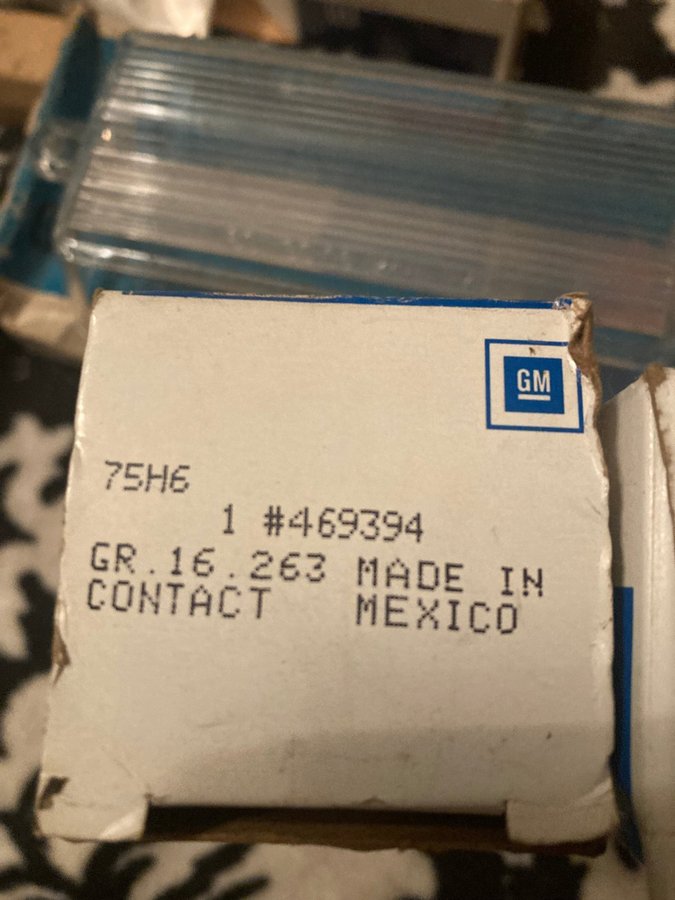 GM
75H6
1 #469394
GR.16.263 MADE IN
CONTACT MEXICO